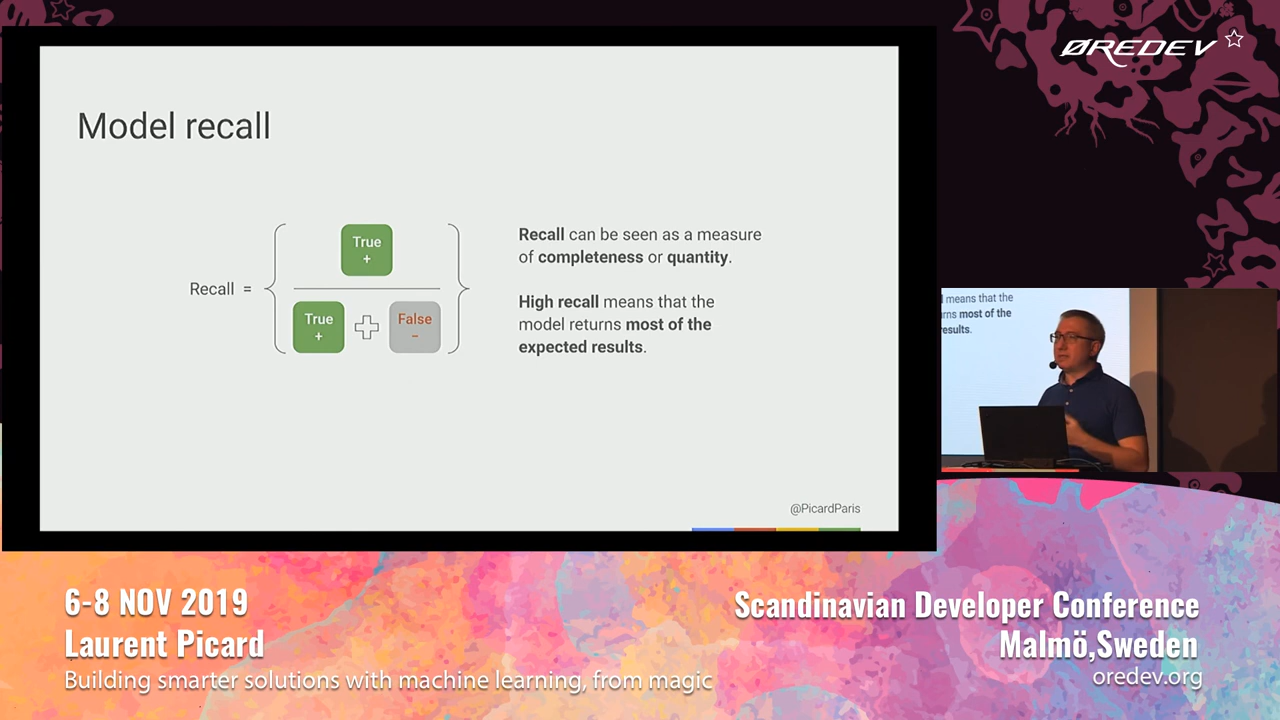 ØREDEV
Model recall
Recall =
True
+
True
+
False
−
Recall can be seen as a measure
of completeness or quantity.
High recall means that the
model returns most of the
expected results.
@PicardParis
l means that the
rns most of the
esults.
6-8 NOV 2019
Laurent Picard
Building smarter solutions with machine learning, from magic
Scandinavian Developer Conference
Malmö,Sweden
oredev.org